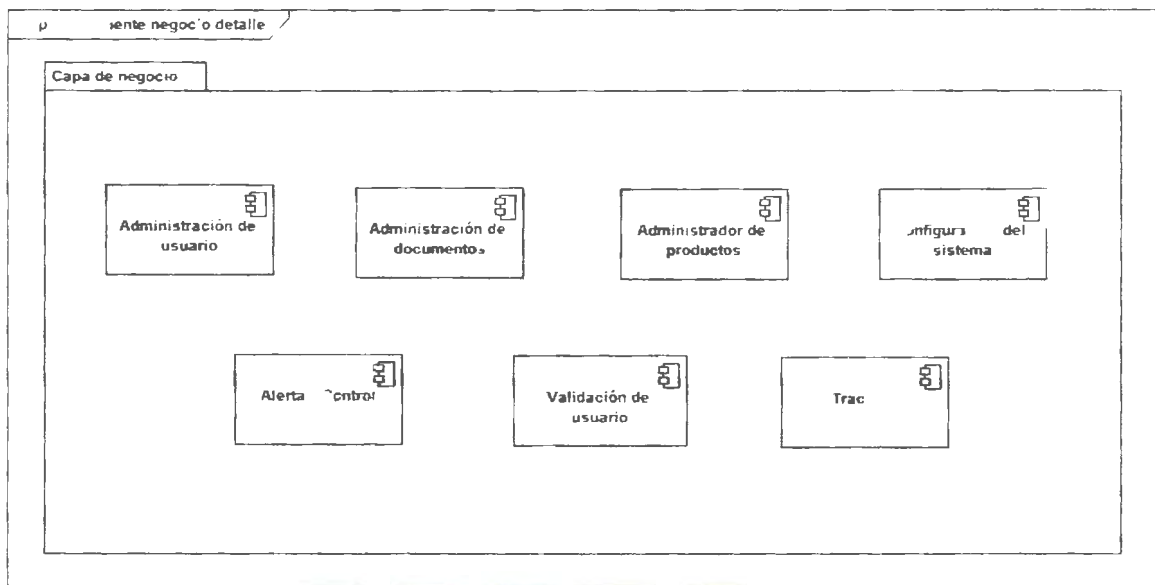 negocio detalle
Capa de negocio
Administración de
usuario
Administración de
documentos
Administrador de
productos
del
sistema
Alerta Control
Validación de
usuario